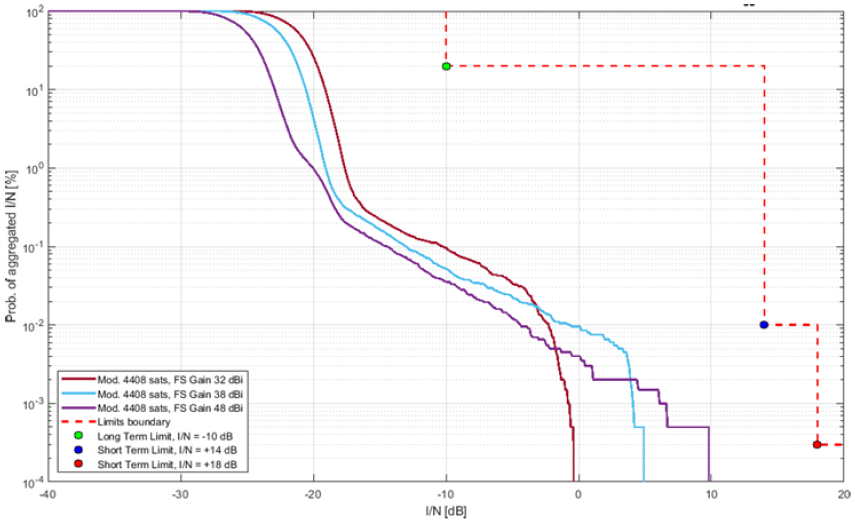 10²
10¹
10⁰
10⁻¹
10⁻²
10⁻³
10⁻⁴
Prob. of aggregated I/N [%]
Mod. 4408 sats, FS Gain 32 dBi
Mod. 4408 sats, FS Gain 38 dBi
Mod. 4408 sats, FS Gain 48 dBi
Limits boundary
Long Term Limit, I/N = -10 dB
Short Term Limit, I/N = +14 dB
Short Term Limit, I/N = +18 dB
-40 -30 -20 -10 0 10 20
I/N [dB]